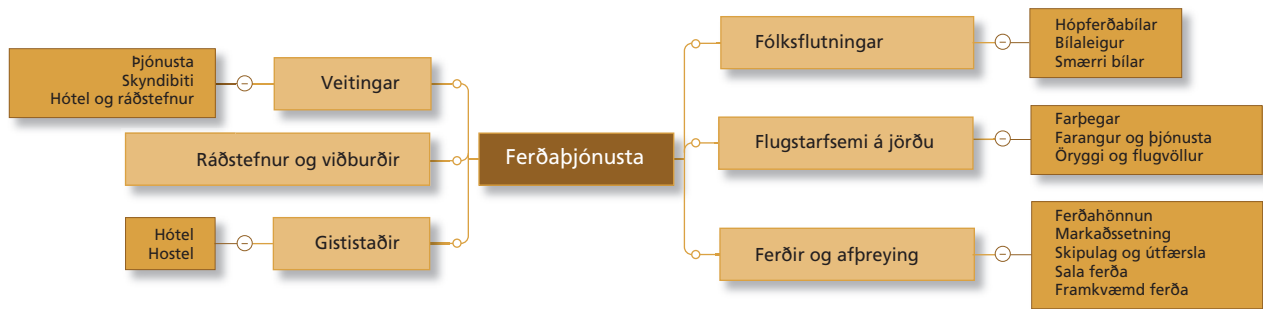 Þjónusta
Skyndibiti
Hótel og ráðstefnur
Veitingar
Ráðstefnur og viðburðir
Hótel
Hostel
Gististaðir
Ferðaþjónusta
Fólksflutningar
Hópferðabílar
Bílaleigur
Smærri bílar
Flugstarfsemi á jörðu
Farþegar
Farangur og þjónusta
Öryggi og flugvöllur
Ferðir og afþreying
Ferðahönnun
Markaðssetning
Skipulag og útfærsla
Sala ferða
Framkvæmd ferða